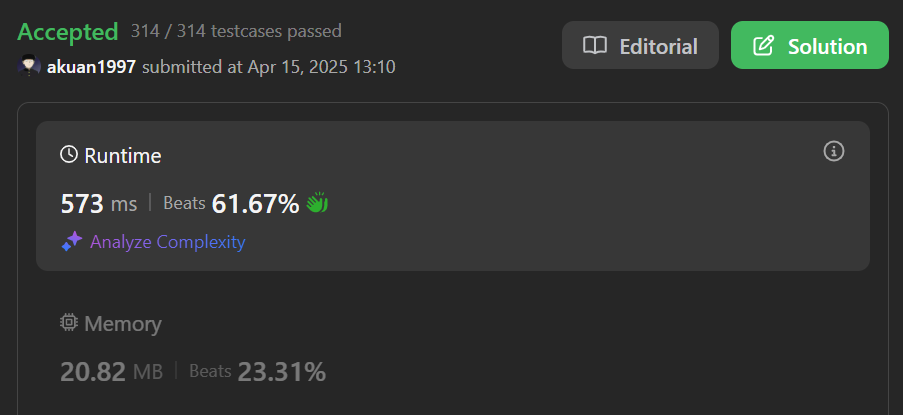 Accepted 314 / 314 testcases passed
Editorial
Solution
akuan1997 submitted at Apr 15, 2025 13:10
Runtime
573 ms | Beats 61.67%
Analyze Complexity
Memory
20.82 MB | Beats 23.31%